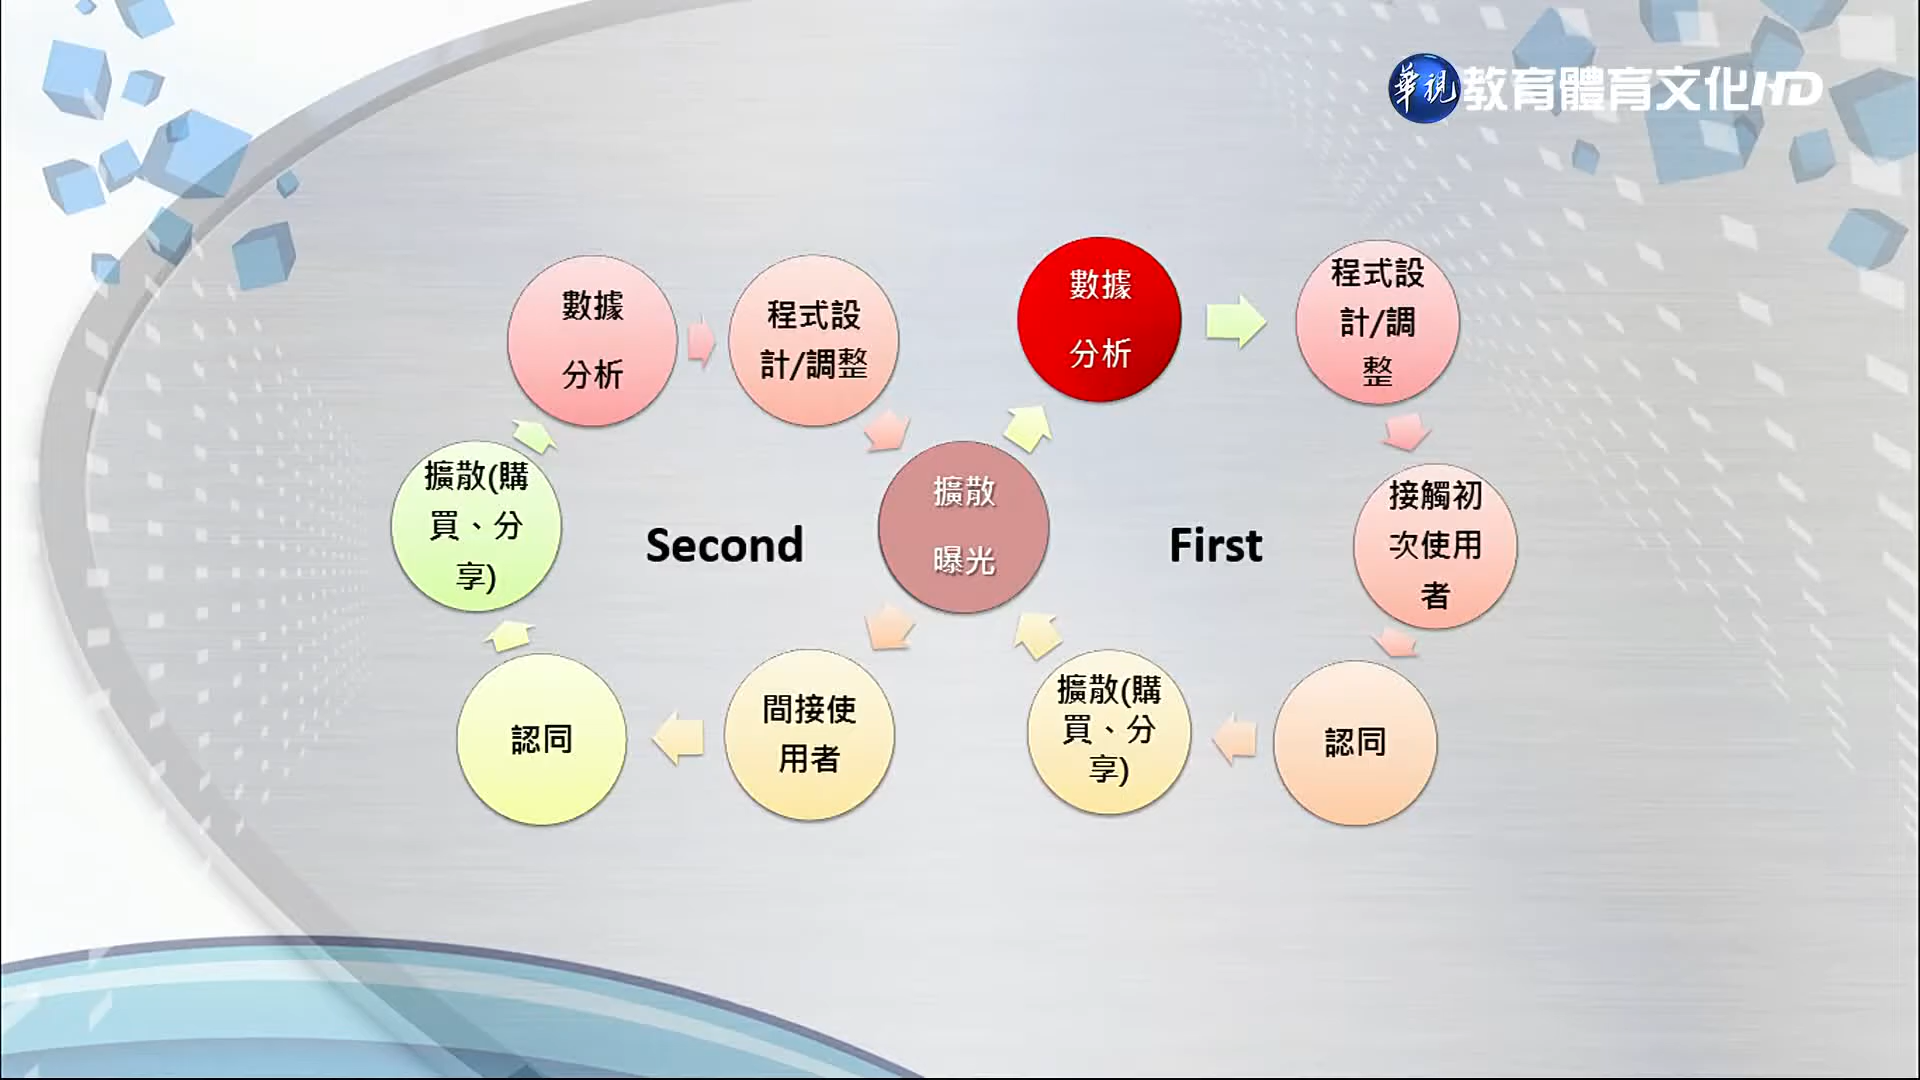 華視 教育體育文化HD
數據
分析
程式設
計/調整
數據
分析
程式設
計/調
整
擴散(購
買、分
享)
Second
擴散
曝光
First
接觸初
次使用
者
認同
間接使
用者
擴散(購
買、分
享)
認同